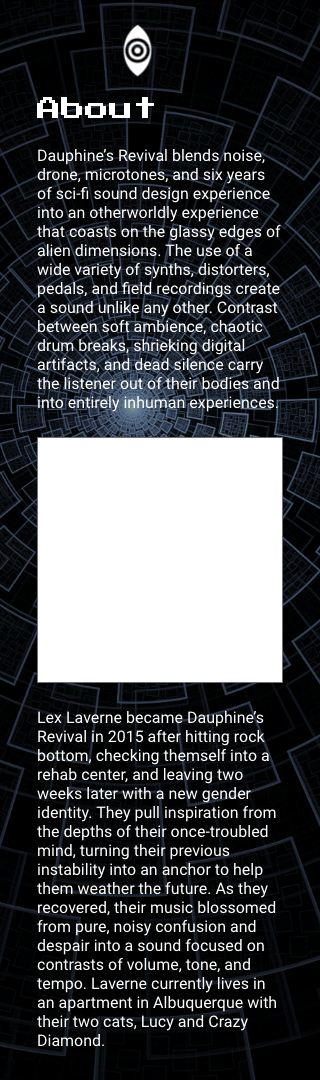 About
Dauphine’s Revival blends noise,
drone, microtones, and six years
of sci-fi sound design experience
into an otherworldly experience
that coasts on the glassy edges of
alien dimensions. The use of a
wide variety of synths, distorters,
pedals, and field recordings create
a sound unlike any other. Contrast
between soft ambience, chaotic
drum breaks, shrieking digital
artifacts, and dead silence carry
the listener out of their bodies and
into entirely inhuman experiences.
Lex Laverne became Dauphine’s
Revival in 2015 after hitting rock
bottom, checking themself into a
rehab center, and leaving two
weeks later with a new gender
identity. They pull inspiration from
the depths of their once-troubled
mind, turning their previous
instability into an anchor to help
them weather the future. As they
recovered, their music blossomed
from pure, noisy confusion and
despair into a sound focused on
contrasts of volume, tone, and
tempo. Laverne currently lives in
an apartment in Albuquerque with
their two cats, Lucy and Crazy
Diamond.